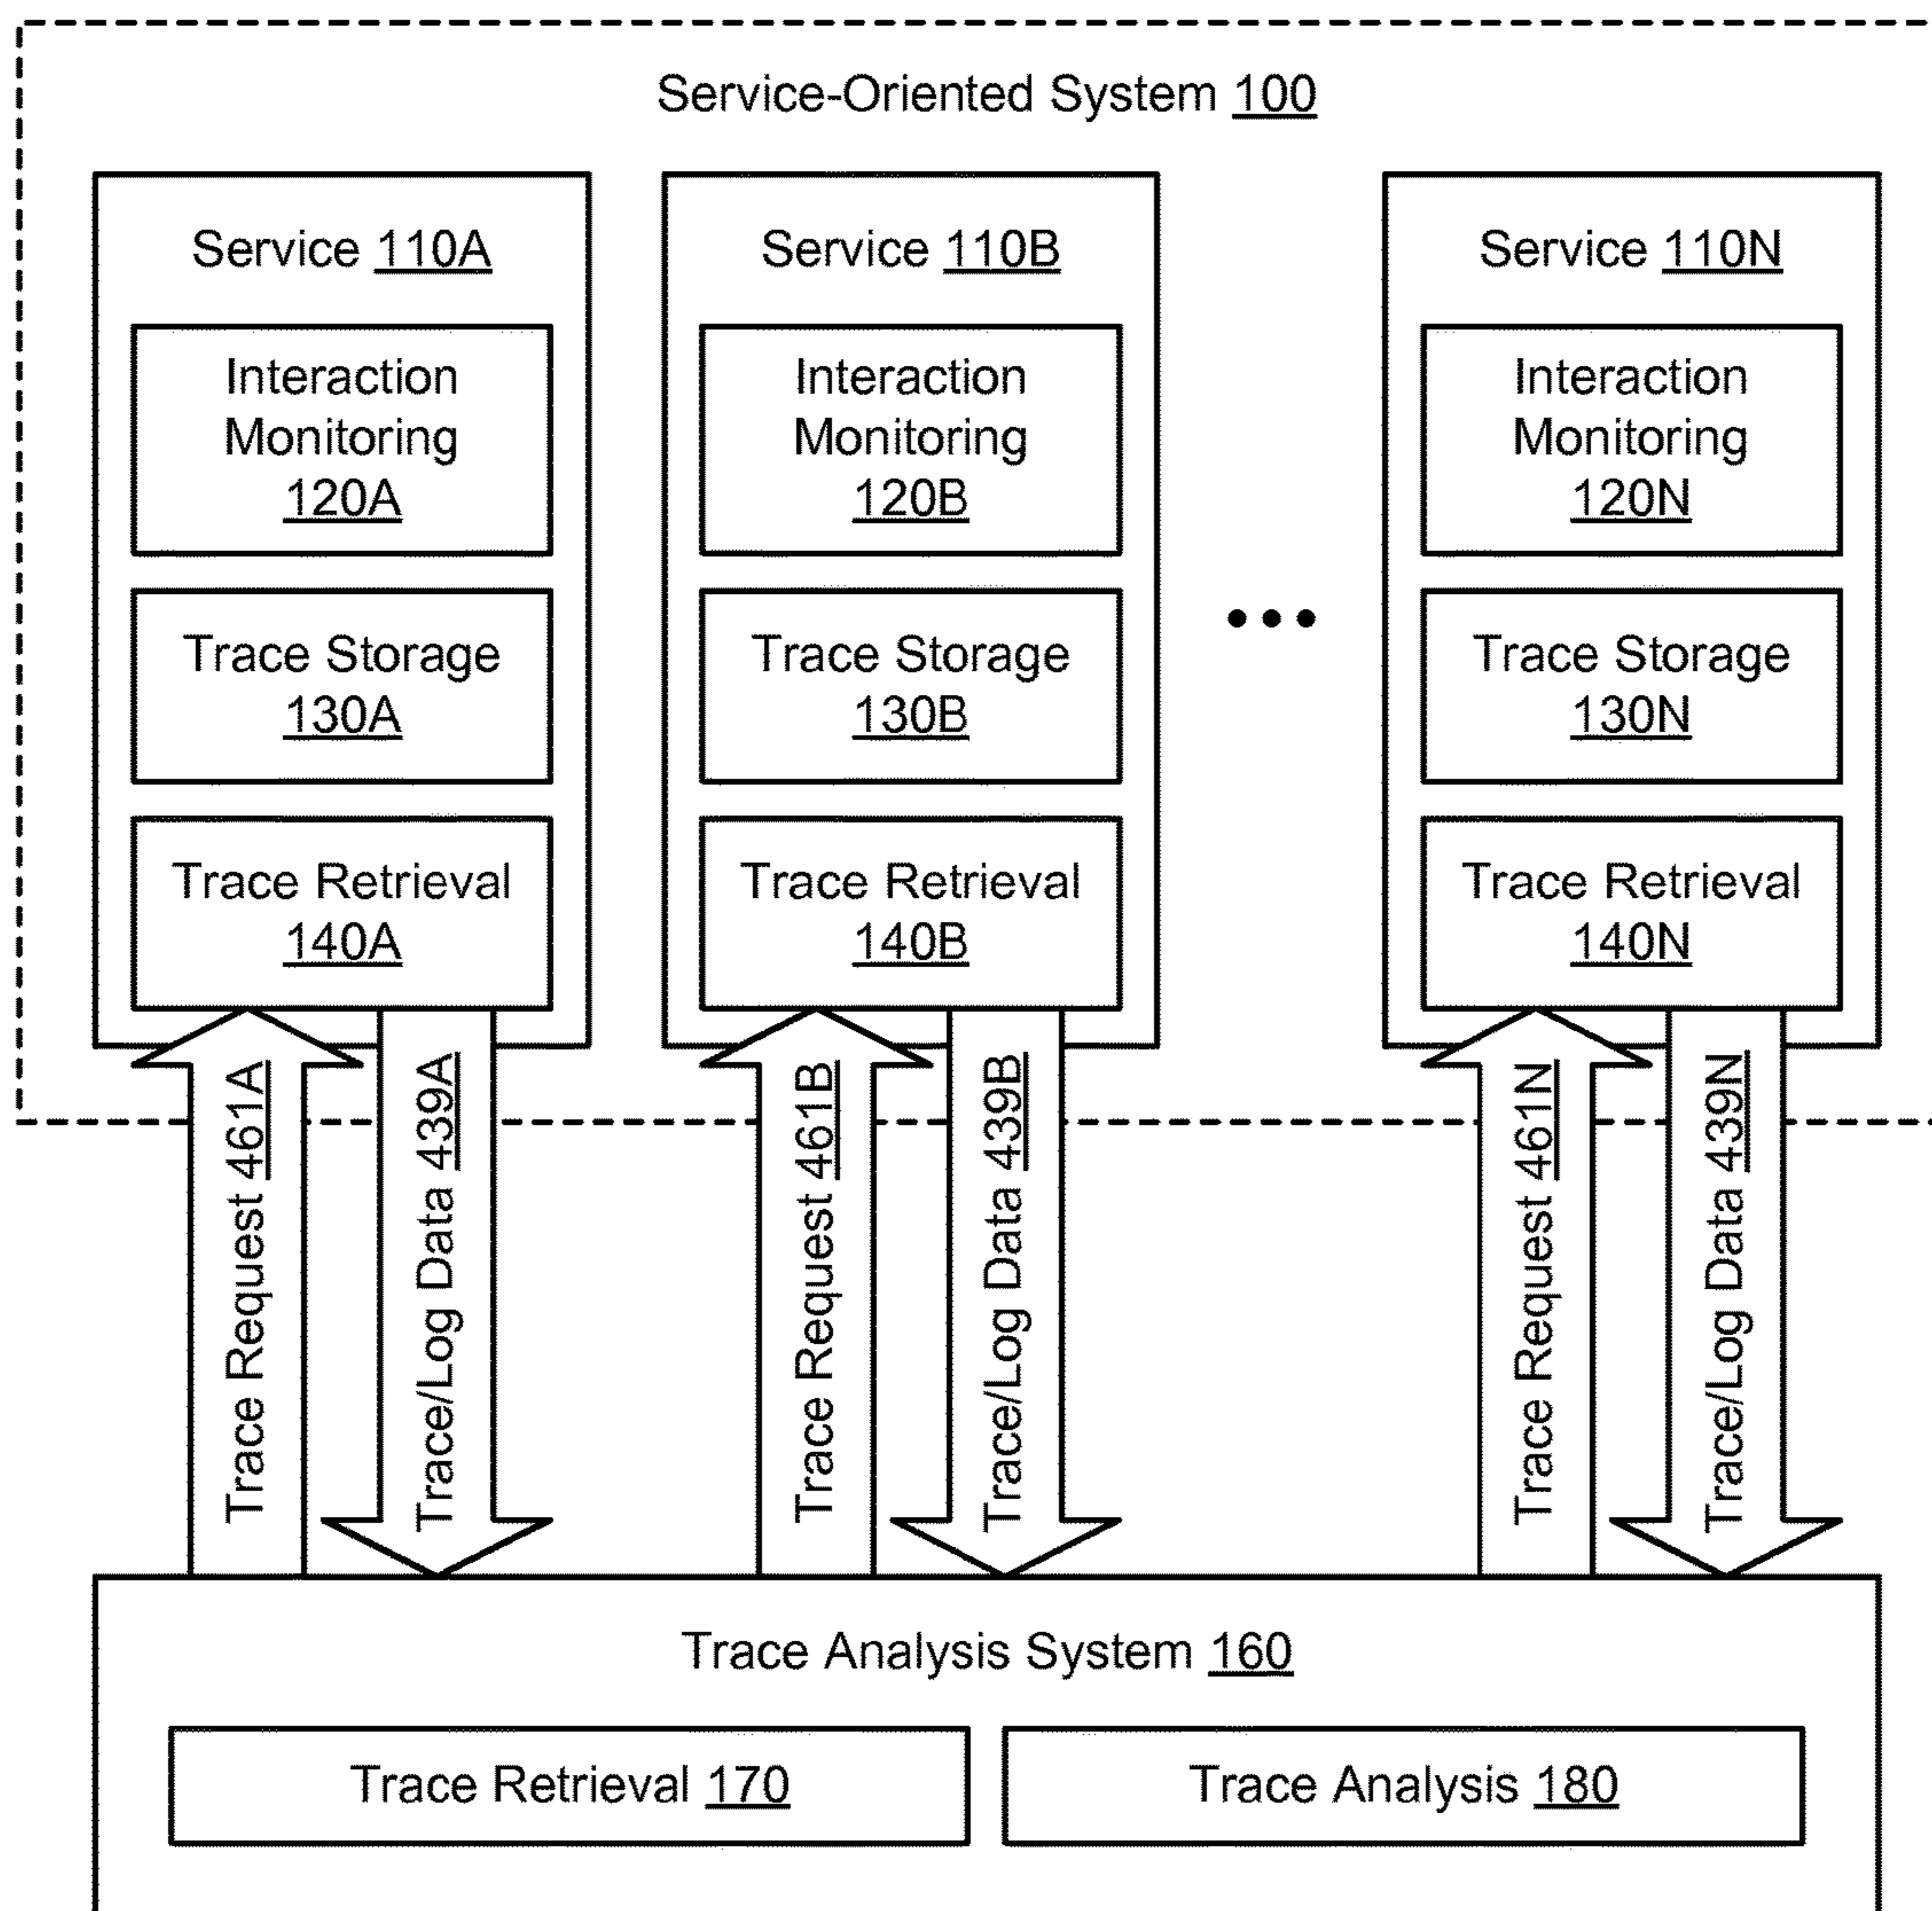 Service-Oriented System 100
Service 110A
Interaction
Monitoring
120A
Trace Storage
130A
Trace Retrieval
140A
Service 110B
Interaction
Monitoring
120B
Trace Storage
130B
Trace Retrieval
140B
•••
Service 110N
Interaction
Monitoring
120N
Trace Storage
130N
Trace Retrieval
140N
Trace Request 461A
Trace/Log Data 439A
Trace Request 461B
Trace/Log Data 439B
Trace Request 461N
Trace/Log Data 439N
Trace Analysis System 160
Trace Retrieval 170
Trace Analysis 180